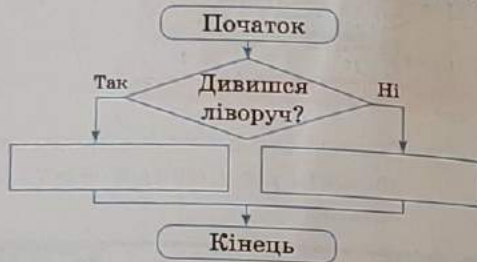 Початок
Так
Дивишся
ліворуч?
Ні
Кінець